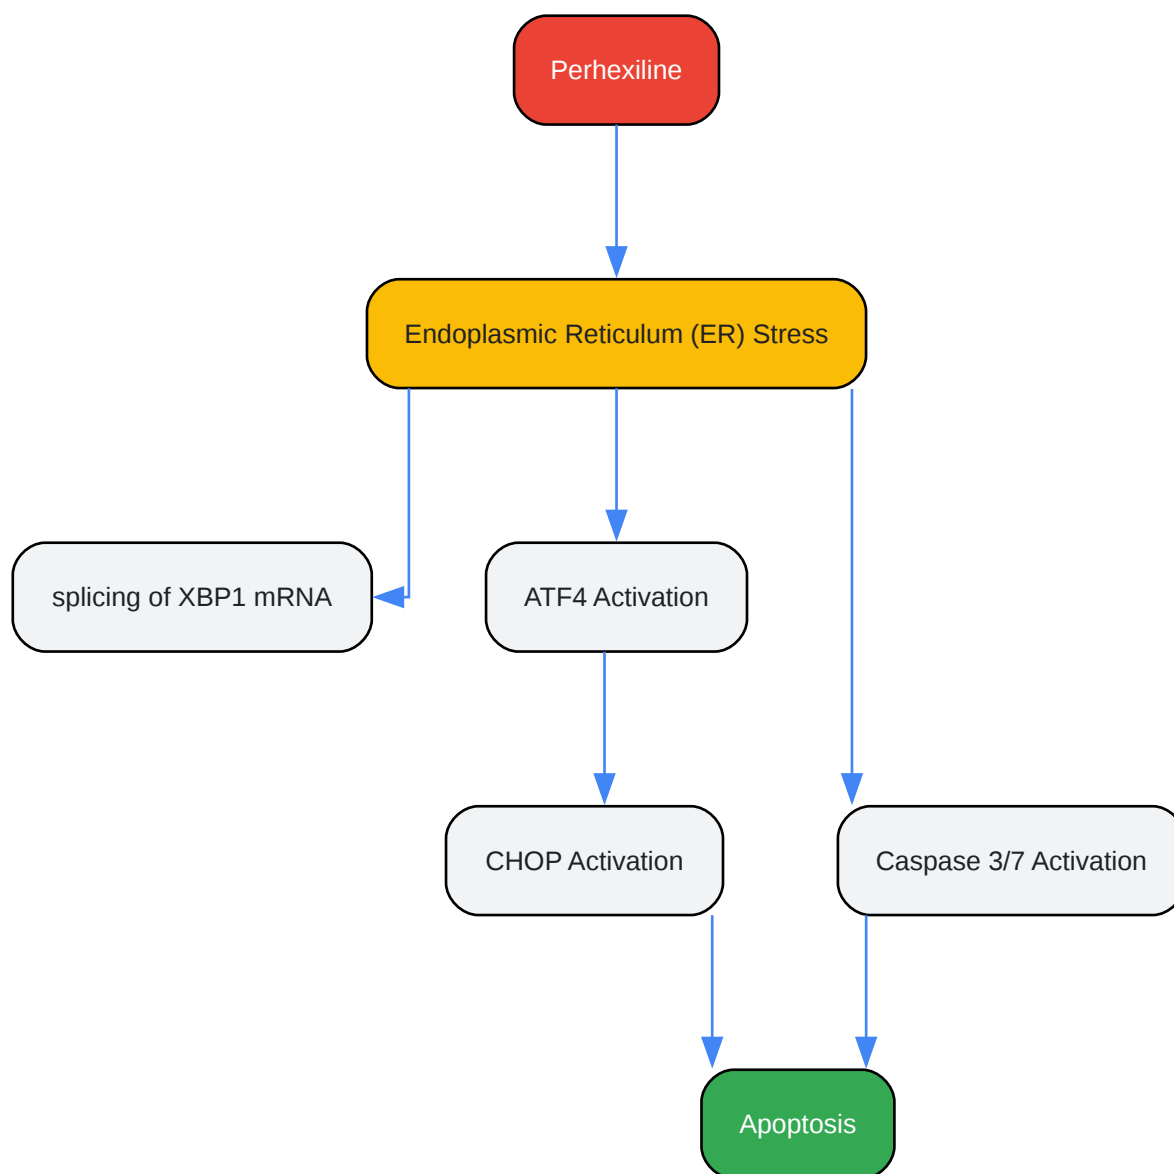 Perhexiline
Endoplasmic Reticulum (ER) Stress
splicing of XBP1 mRNA
ATF4 Activation
CHOP Activation
Caspase 3/7 Activation
Apoptosis